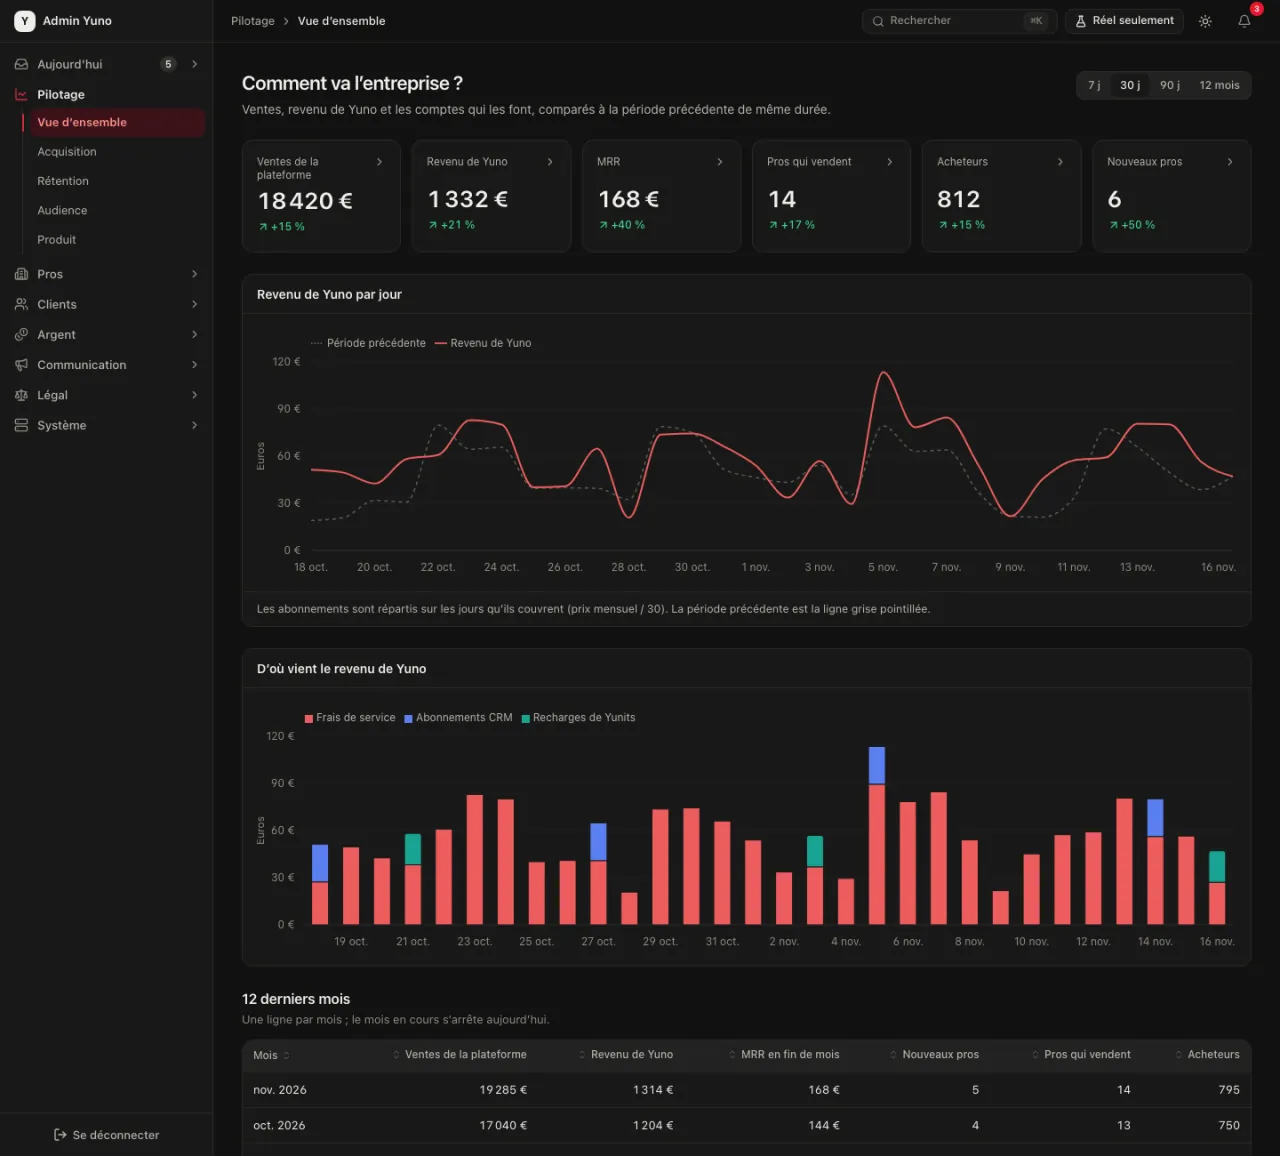 Y Admin Yuno
Pilotage > Vue d'ensemble
Rechercher ⌘K
Réel seulement
3
Aujourd'hui 5
Pilotage
Vue d'ensemble
Acquisition
Rétention
Audience
Produit
Pros
Clients
Argent
Communication
Légal
Système
Se déconnecter
Comment va l'entreprise ?
Ventes, revenu de Yuno et les comptes qui les font, comparés à la période précédente de même durée.
7 j 30 j 90 j 12 mois
Ventes de la
plateforme
18 420 €
+15 %
Revenu de Yuno
1 332 €
+21 %
MRR
168 €
+40 %
Pros qui vendent
14
+17 %
Acheteurs
812
+15 %
Nouveaux pros
6
+50 %
Revenu de Yuno par jour
Période précédente Revenu de Yuno
Euros
120 €
90 €
60 €
30 €
0 €
18 oct. 20 oct. 22 oct. 24 oct. 26 oct. 28 oct. 30 oct. 1 nov. 3 nov. 5 nov. 7 nov. 9 nov. 11 nov. 13 nov. 16 nov.
Les abonnements sont répartis sur les jours qu'ils couvrent (prix mensuel / 30). La période précédente est la ligne grise pointillée.
D'où vient le revenu de Yuno
Frais de service Abonnements CRM Recharges de Yunits
Euros
120 €
90 €
60 €
30 €
0 €
19 oct. 21 oct. 23 oct. 25 oct. 27 oct. 29 oct. 31 oct. 2 nov. 4 nov. 6 nov. 8 nov. 10 nov. 12 nov. 14 nov. 16 nov.
12 derniers mois
Une ligne par mois ; le mois en cours s'arrête aujourd'hui.
Mois Ventes de la plateforme Revenu de Yuno MRR en fin de mois Nouveaux pros Pros qui vendent Acheteurs
nov. 2026 19 285 € 1 314 € 168 € 5 14 795
oct. 2026 17 040 € 1 204 € 144 € 4 13 750